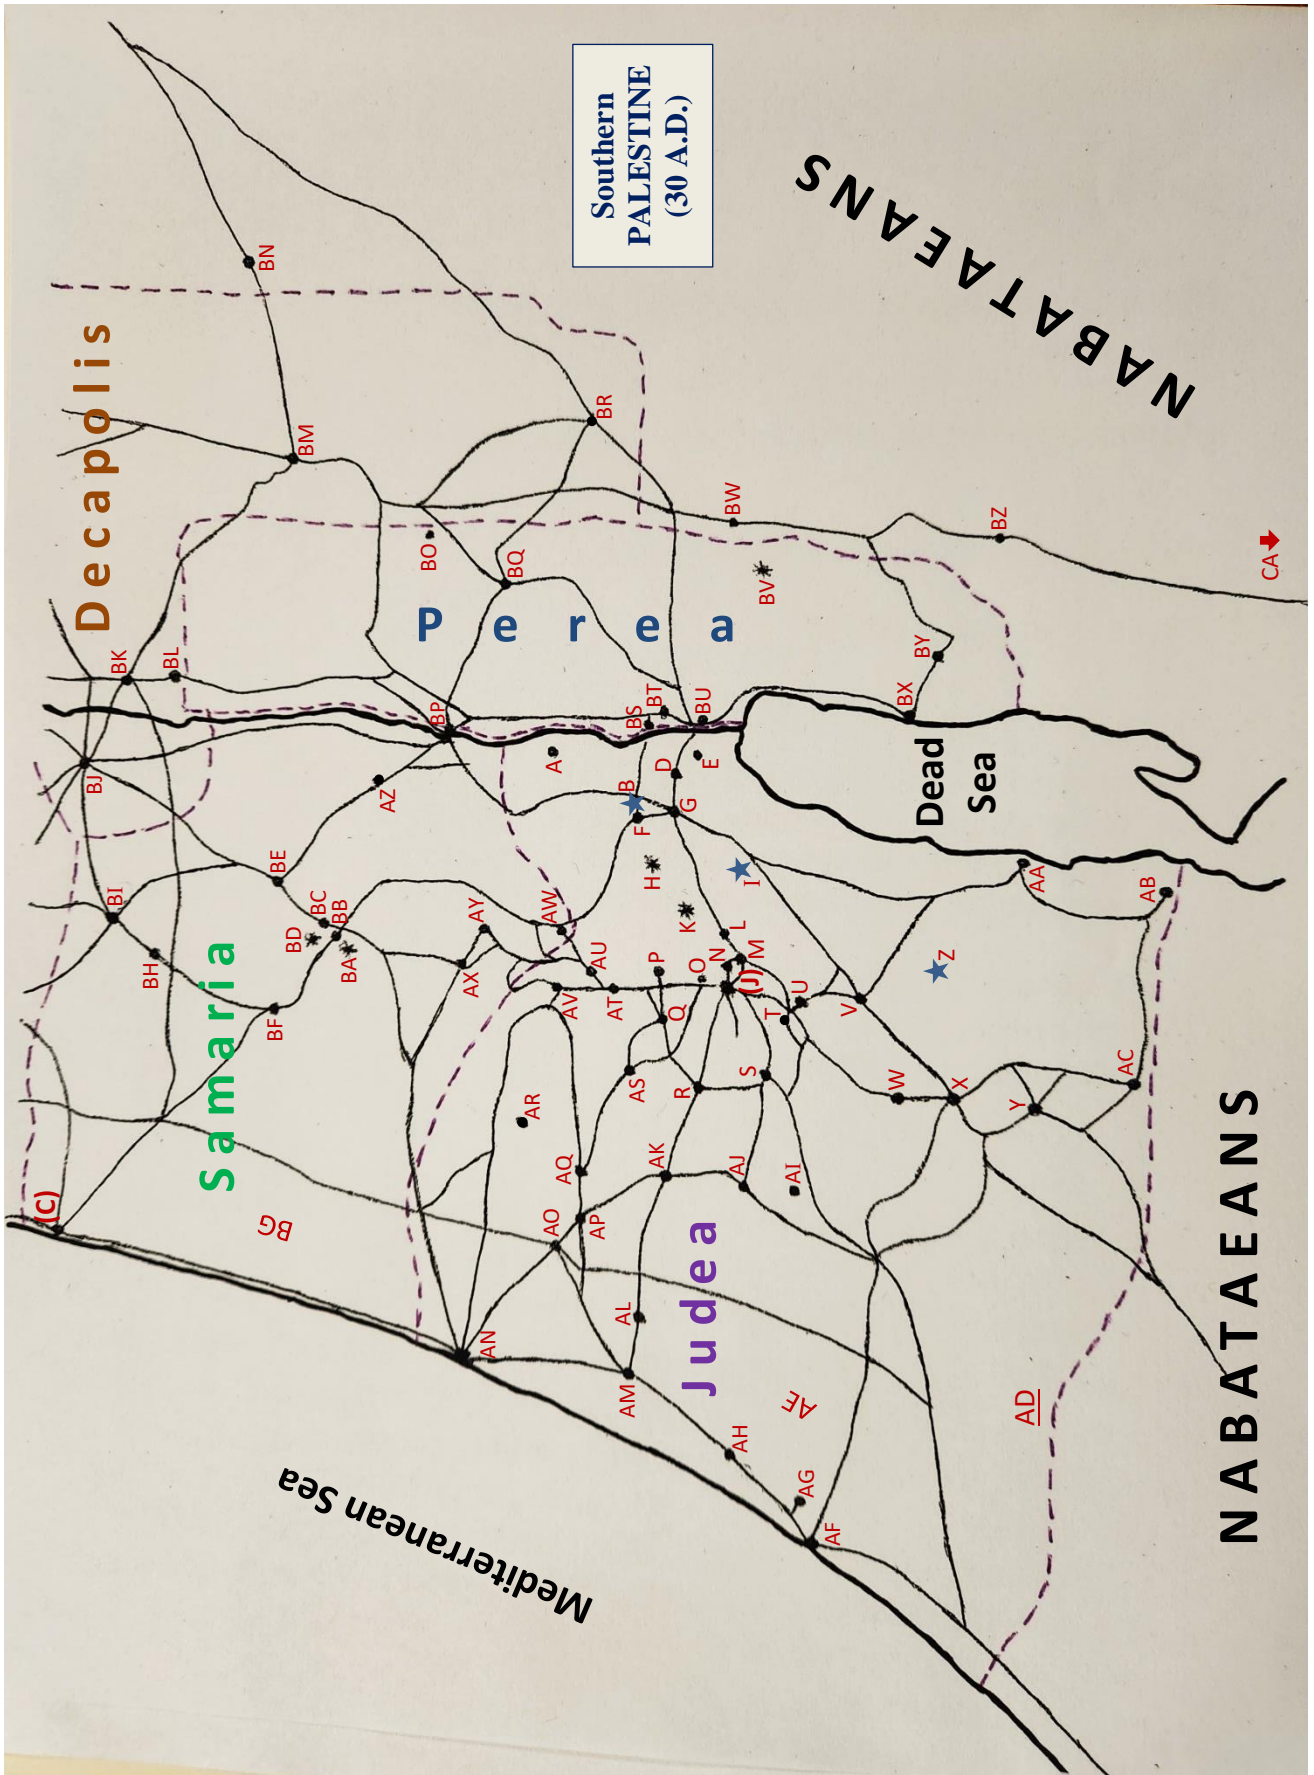 Southern
PALESTINE
(30 A.D.)
Decapolis
Samaria
Perea
Judea
Dead
Sea
Mediterranean Sea
NABATAEANS
NABATAEANS
BN
BM
BR
BO
BQ
BW
BV
BZ
CA
BK
BL
BP
BS
BT
BU
BX
BY
BJ
AZ
A
B
D
E
F
G
H
I
K
L
M
N
O
P
Q
(J)
R
S
T
U
V
W
X
Y
Z
AA
AB
AC
AD
AE
AF
AG
AH
AI
AJ
AK
AL
AM
AN
AO
AP
AQ
AR
AS
AT
AU
AV
AW
AX
AY
BA
BB
BC
BD
BE
BF
BG
BH
BI
(C)